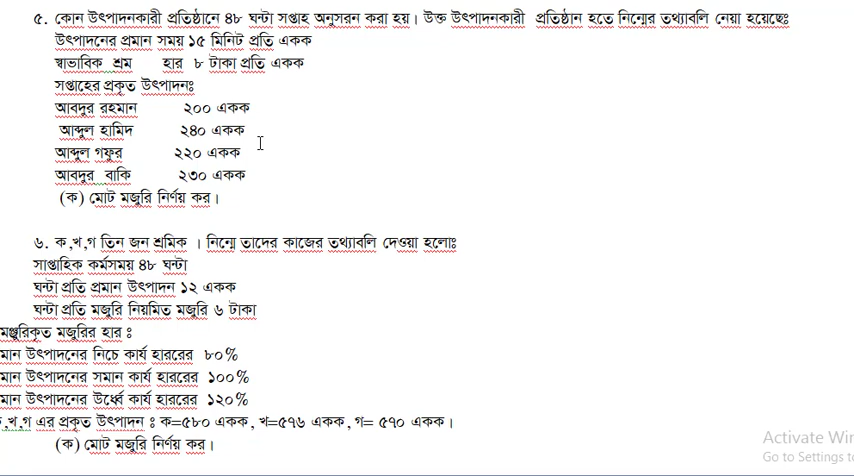 ৫. কোন উৎপাদনকারী প্রতিষ্ঠানে ৪৮ ঘন্টা সপ্তাহ অনুসরন করা হয়। উক্ত উৎপাদনকারী প্রতিষ্ঠান হতে নিম্নের তথ্যাবলি নেয়া হয়েছেঃ
উৎপাদনের প্রমান সময় ১৫ মিনিট প্রতি একক
স্বাভাবিক শ্রম হার ৮ টাকা প্রতি একক
সপ্তাহের প্রকৃত উৎপাদনঃ
আবদুর রহমান ২০০ একক
আব্দুল হামিদ ২৪০ একক
আব্দুল গফুর ২২০ একক
আবদুর বাকি ২৩০ একক
(ক) মোট মজুরি নির্ণয় কর।
৬. ক,খ,গ তিন জন শ্রমিক । নিম্নে তাদের কাজের তথ্যাবলি দেওয়া হলোঃ
সাপ্তাহিক কর্মসময় ৪৮ ঘন্টা
ঘন্টা প্রতি প্রমান উৎপাদন ১২ একক
ঘন্টা প্রতি মজুরি নিয়মিত মজুরি ৬ টাকা
মঞ্জুরিকৃত মজুরির হার ঃ
মান উৎপাদনের নিচে কার্য হারের ৮০%
মান উৎপাদনের সমান কার্য হারের ১০০%
মান উৎপাদনের উর্ধ্বে কার্য হারের ১২০%
ক,খ,গ এর প্রকৃত উৎপাদন ঃ ক=৫৮০ একক, খ=৫৭৬ একক, গ= ৫৭০ একক।
(ক) মোট মজুরি নির্ণয় কর।
Activate Win
Go to Settings to